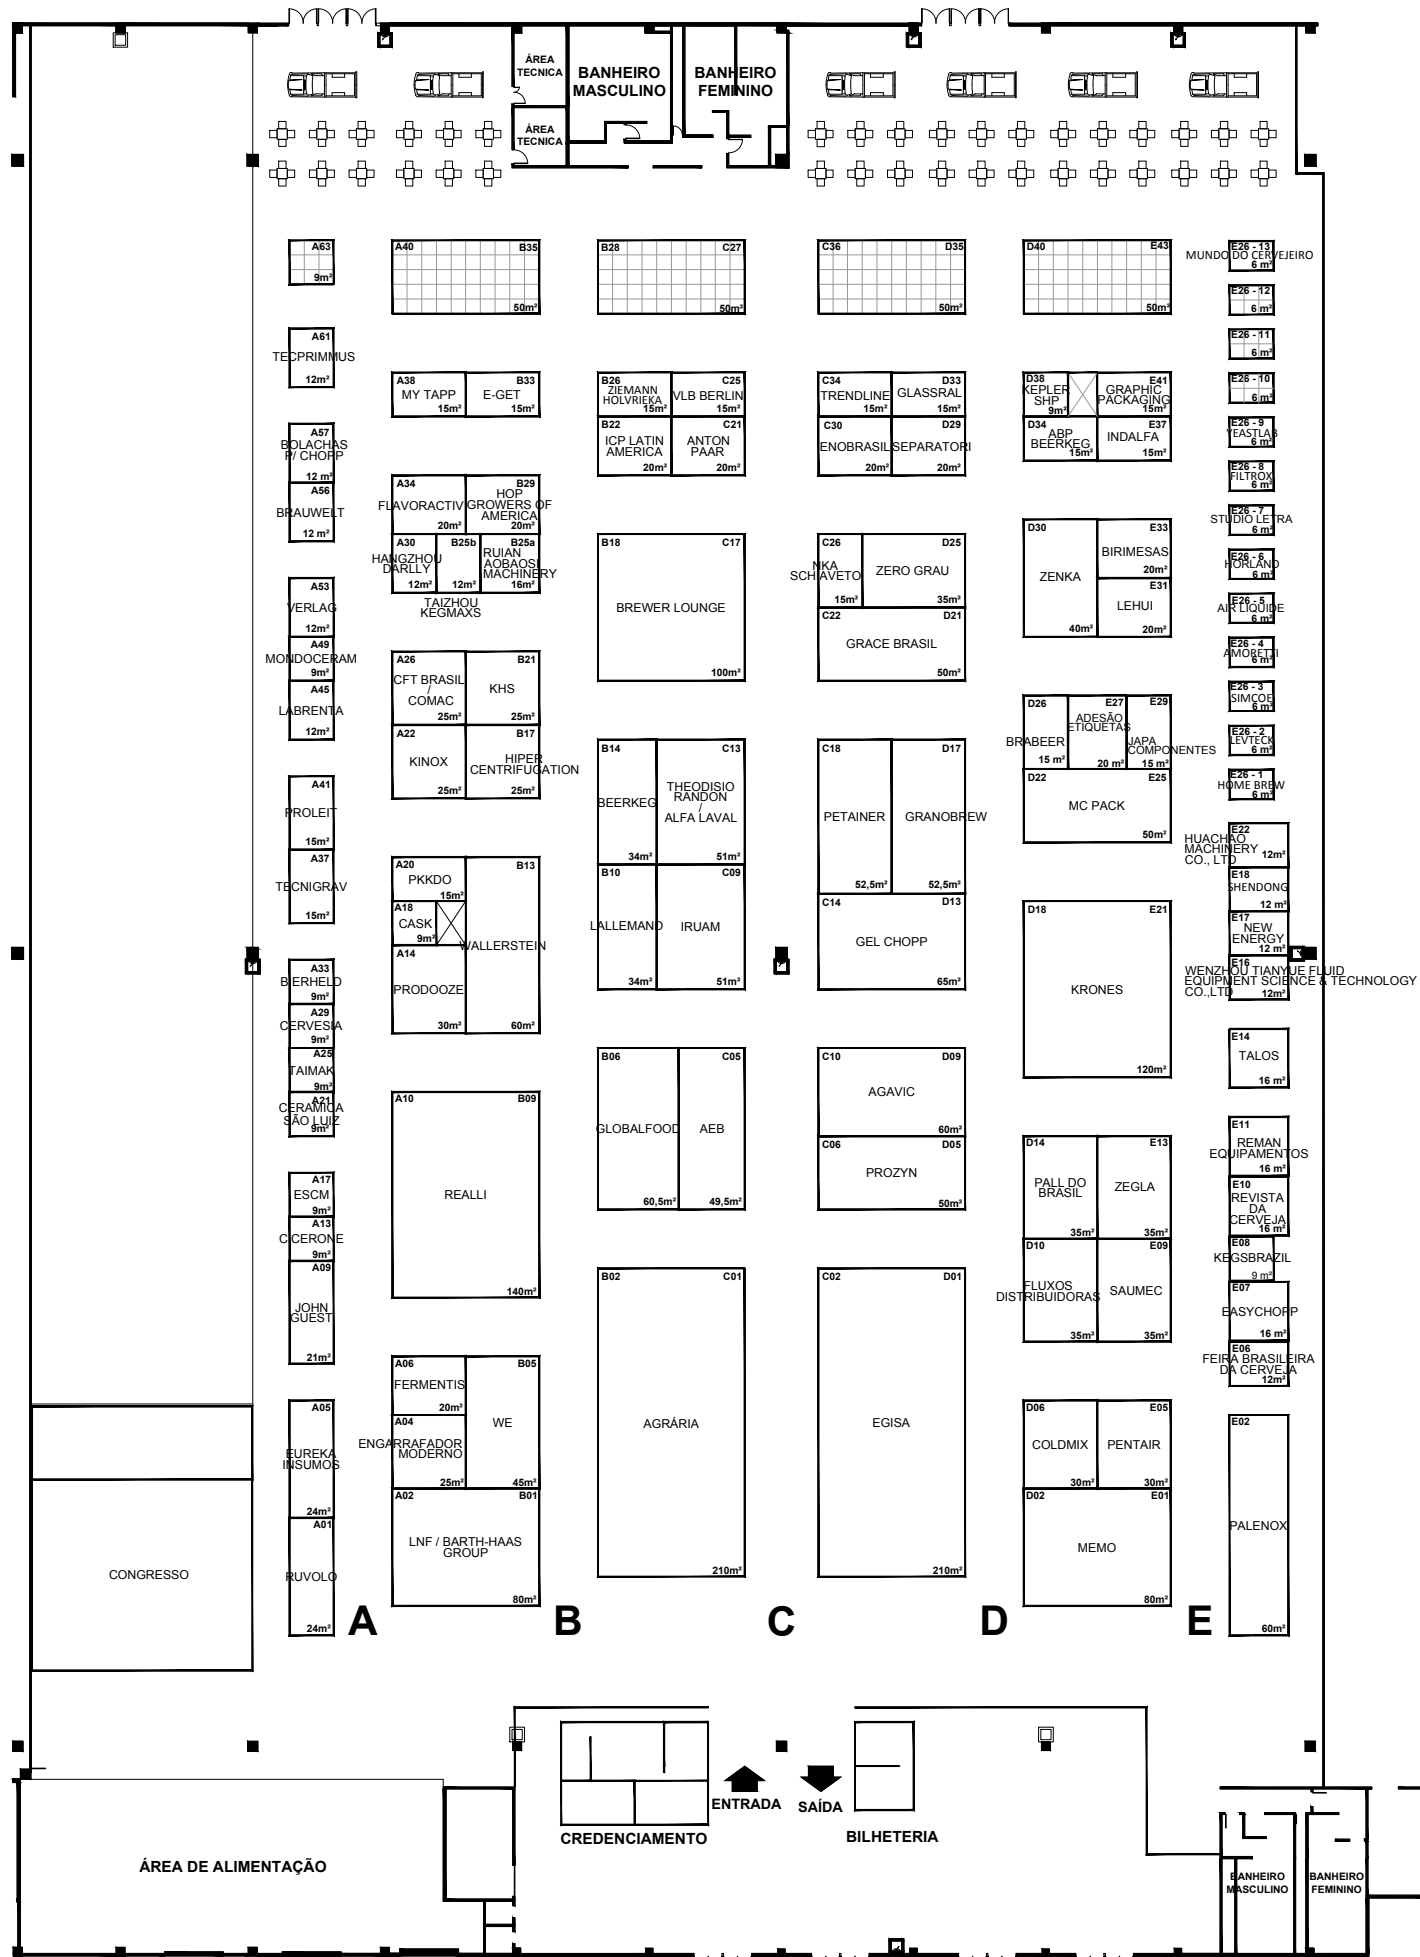 ÁREA
TECNICA
BANHEIRO
MASCULINO
BANHEIRO
FEMININO
ÁREA
TECNICA
A63
9m²
A40
B35
50m²
B28
C27
50m²
C36
D35
50m²
D40
E43
50m²
E26 - 13
MUNDO DO CERVEJEIRO
6 m²
E26 - 12
6 m²
E26 - 11
6 m²
E26 - 10
6 m²
E26 - 9
YEASTLAB
6 m²
E26 - 8
FILTROX
6 m²
E26 - 7
STUDIO LETRA
6 m²
E26 - 6
HORLAND
6 m²
E26 - 5
AIR LIQUIDE
6 m²
E26 - 4
AMORETTI
6 m²
E26 - 3
SIMCOE
6 m²
E26 - 2
LEVTECK
6 m²
E26 - 1
HOME BREW
6 m²
A61
TECPRIMMUS
12m²
A57
BOLACHAS
P/ CHOPP
12 m²
A56
BRAUWELT
12 m²
A53
VERLAG
12m²
A49
MONDOCERAM
9m²
A45
LABRENTA
12m²
A41
PROLEIT
15m²
A37
TECNIGRAV
15m²
A33
BIERHELD
9m²
A29
CERVESIA
9m²
A25
TAIMAK
9m²
A21
CERAMICA
SÃO LUIZ
9m²
A17
ESCM
9m²
A13
CICERONE
9m²
A09
JOHN
GUEST
21m²
A05
EUREKA
INSUMOS
24m²
A01
RUVOLO
24m²
A38
MY TAPP
15m²
B33
E-GET
15m²
A34
FLAVORACTIV
20m²
B29
HOP
GROWERS OF
AMERICA
20m²
A30
HANGZHOU
DARLLY
12m²
B25b
12m²
TAIZHOU
KEGMAXS
B25a
RUIAN
AOBAOSI
MACHINERY
16m²
A26
CFT BRASIL
/
COMAC
25m²
B21
KHS
25m²
A22
KINOX
25m²
B17
HIPER
CENTRIFUGATION
25m²
A20
PKKDO
15m²
A18
CASK
9m²
A14
PRODOOZE
30m²
B13
WALLERSTEIN
60m²
A10
B09
REALLI
140m²
A06
FERMENTIS
20m²
A04
ENGARRAFADOR
MODERNO
25m²
B05
WE
45m²
A02
B01
LNF / BARTH-HAAS
GROUP
80m²
B26
ZIEMANN
HOLVRIEKA
15m²
C25
VLB BERLIN
15m²
B22
ICP LATIN
AMERICA
20m²
C21
ANTON
PAAR
20m²
B18
C17
BREWER LOUNGE
100m²
B14
BEERKEG
34m²
C13
THEODISIO
RANDON
/
ALFA LAVAL
51m²
B10
LALLEMAND
34m²
C09
IRUAM
51m²
B06
GLOBALFOOD
60,5m²
C05
AEB
49,5m²
B02
C01
AGRÁRIA
210m²
C34
TRENDLINE
15m²
D33
GLASSRAL
15m²
C30
ENOBRASIL
20m²
D29
SEPARATORI
20m²
C26
NKA
SCHIAVETO
15m²
D25
ZERO GRAU
35m²
C22
D21
GRACE BRASIL
50m²
C18
PETAINER
52,5m²
D17
GRANOBREW
52,5m²
C14
D13
GEL CHOPP
65m²
C10
D09
AGAVIC
60m²
C06
D05
PROZYN
50m²
C02
D01
EGISA
210m²
D38
KEPLER
SHP
9m²
E41
GRAPHIC
PACKAGING
15m²
D34
ABP
BEERKEG
15m²
E37
INDALFA
15m²
D30
ZENKA
40m²
E33
BIRIMESAS
20m²
E31
LEHUI
20m²
D26
BRABEER
15 m²
E27
ADESÃO
ETIQUETAS
20 m²
E29
JAPA
COMPONENTES
15 m²
D22
E25
MC PACK
50m²
D18
E21
KRONES
120m²
D14
PALL DO
BRASIL
35m²
E13
ZEGLA
35m²
D10
FLUXOS
DISTRIBUIDORAS
35m²
E09
SAUMEC
35m²
D06
COLDMIX
30m²
E05
PENTAIR
30m²
D02
E01
MEMO
80m²
E22
HUACHAO
MACHINERY
CO., LTD
12m²
E18
SHENDONG
12 m²
E17
NEW
ENERGY
12 m²
E16
WENZHOU TIANYUE FLUID
EQUIPMENT SCIENCE & TECHNOLOGY
CO.,LTD
12m²
E14
TALOS
16 m²
E11
REMAN
EQUIPAMENTOS
16 m²
E10
REVISTA
DA
CERVEJA
16 m²
E08
KEGSBRAZIL
9 m²
E07
EASYCHOPP
16 m²
E06
FEIRA BRASILEIRA
DA CERVEJA
12m²
E02
PALENOX
60m²
CONGRESSO
A
B
C
D
E
ENTRADA
SAÍDA
CREDENCIAMENTO
BILHETERIA
ÁREA DE ALIMENTAÇÃO
BANHEIRO
MASCULINO
BANHEIRO
FEMININO